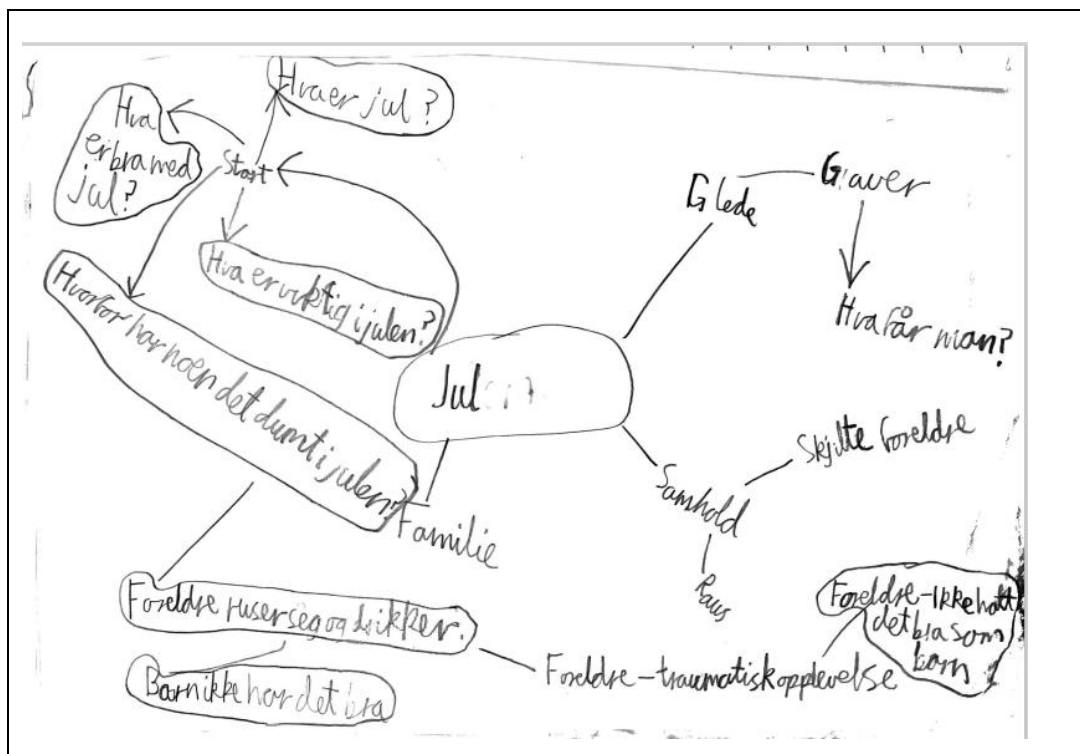 Hva er jul?
Hva
er bra med
jul?
Start
Hva er viktig i julen?
Hvorfor har noen det dumt i julen?
Jul
Glede
Gaver
Hva får man?
Samhold
Skjilte foreldre
Raus
Familie
Foreldre ruser seg og drikker.
Barn ikke har det bra
Foreldre - traumatisk opplevelse
Foreldre - Ikke hatt
det bra som
barn